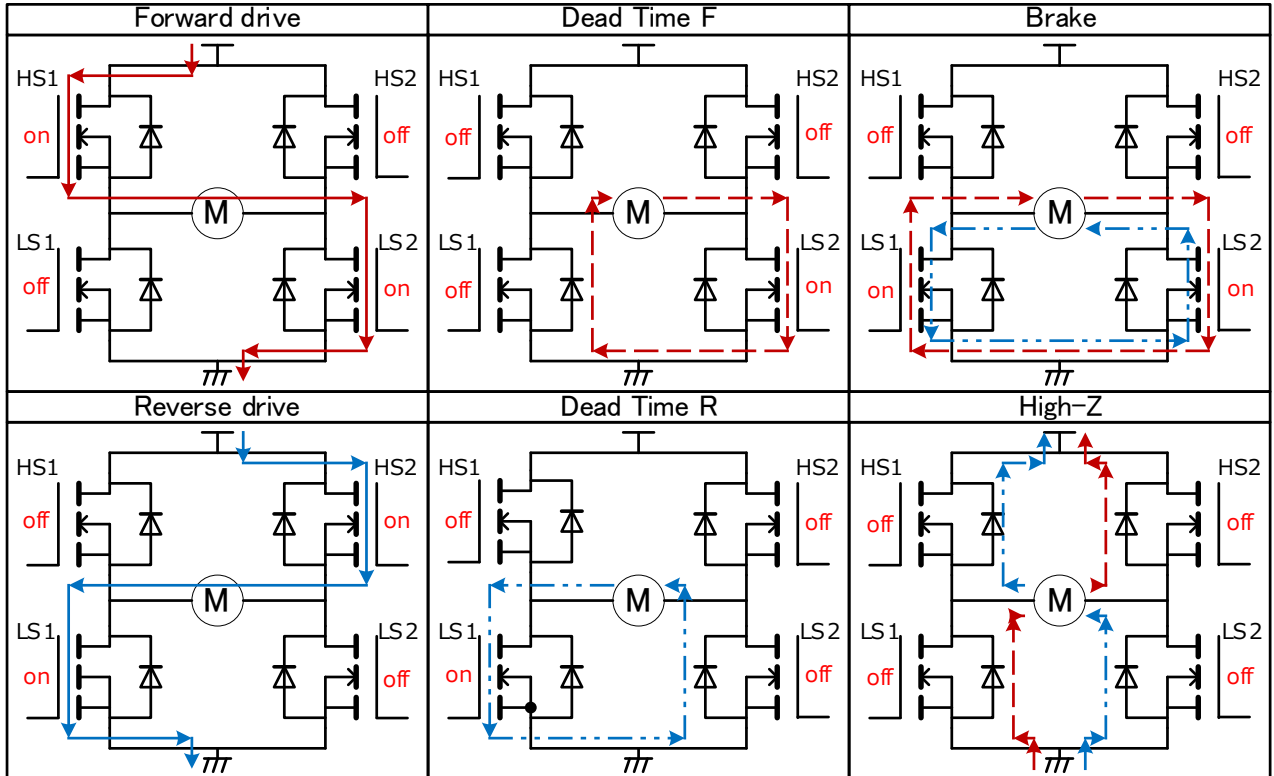 Forward drive
HS1
HS2
on
off
M
LS1
LS2
off
on
Dead Time F
HS1
HS2
off
off
M
LS1
LS2
off
on
Brake
HS1
HS2
off
off
M
LS1
LS2
on
on
Reverse drive
HS1
HS2
off
on
M
LS1
LS2
on
off
Dead Time R
HS1
HS2
off
off
M
LS1
LS2
on
off
High-Z
HS1
HS2
off
off
M
LS1
LS2
off
off